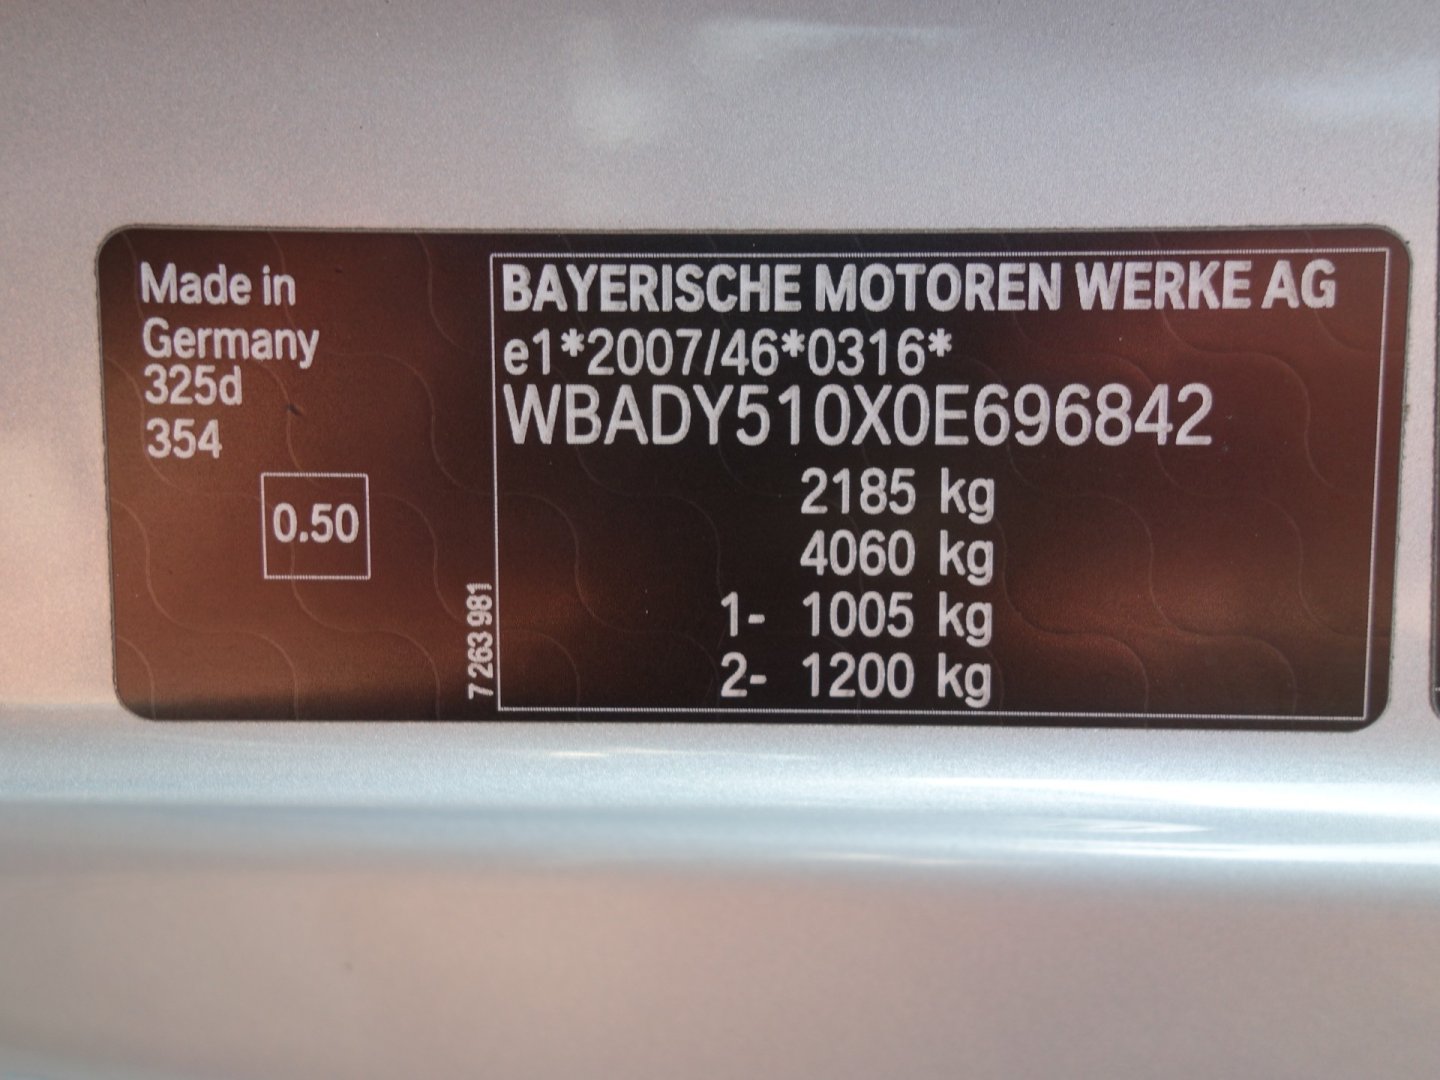 Made in
Germany
325d
354
0.50
7 263 981
BAYERISCHE MOTOREN WERKE AG
e1*2007/46*0316*
WBADY510X0E696842
2185 kg
4060 kg
1- 1005 kg
2- 1200 kg